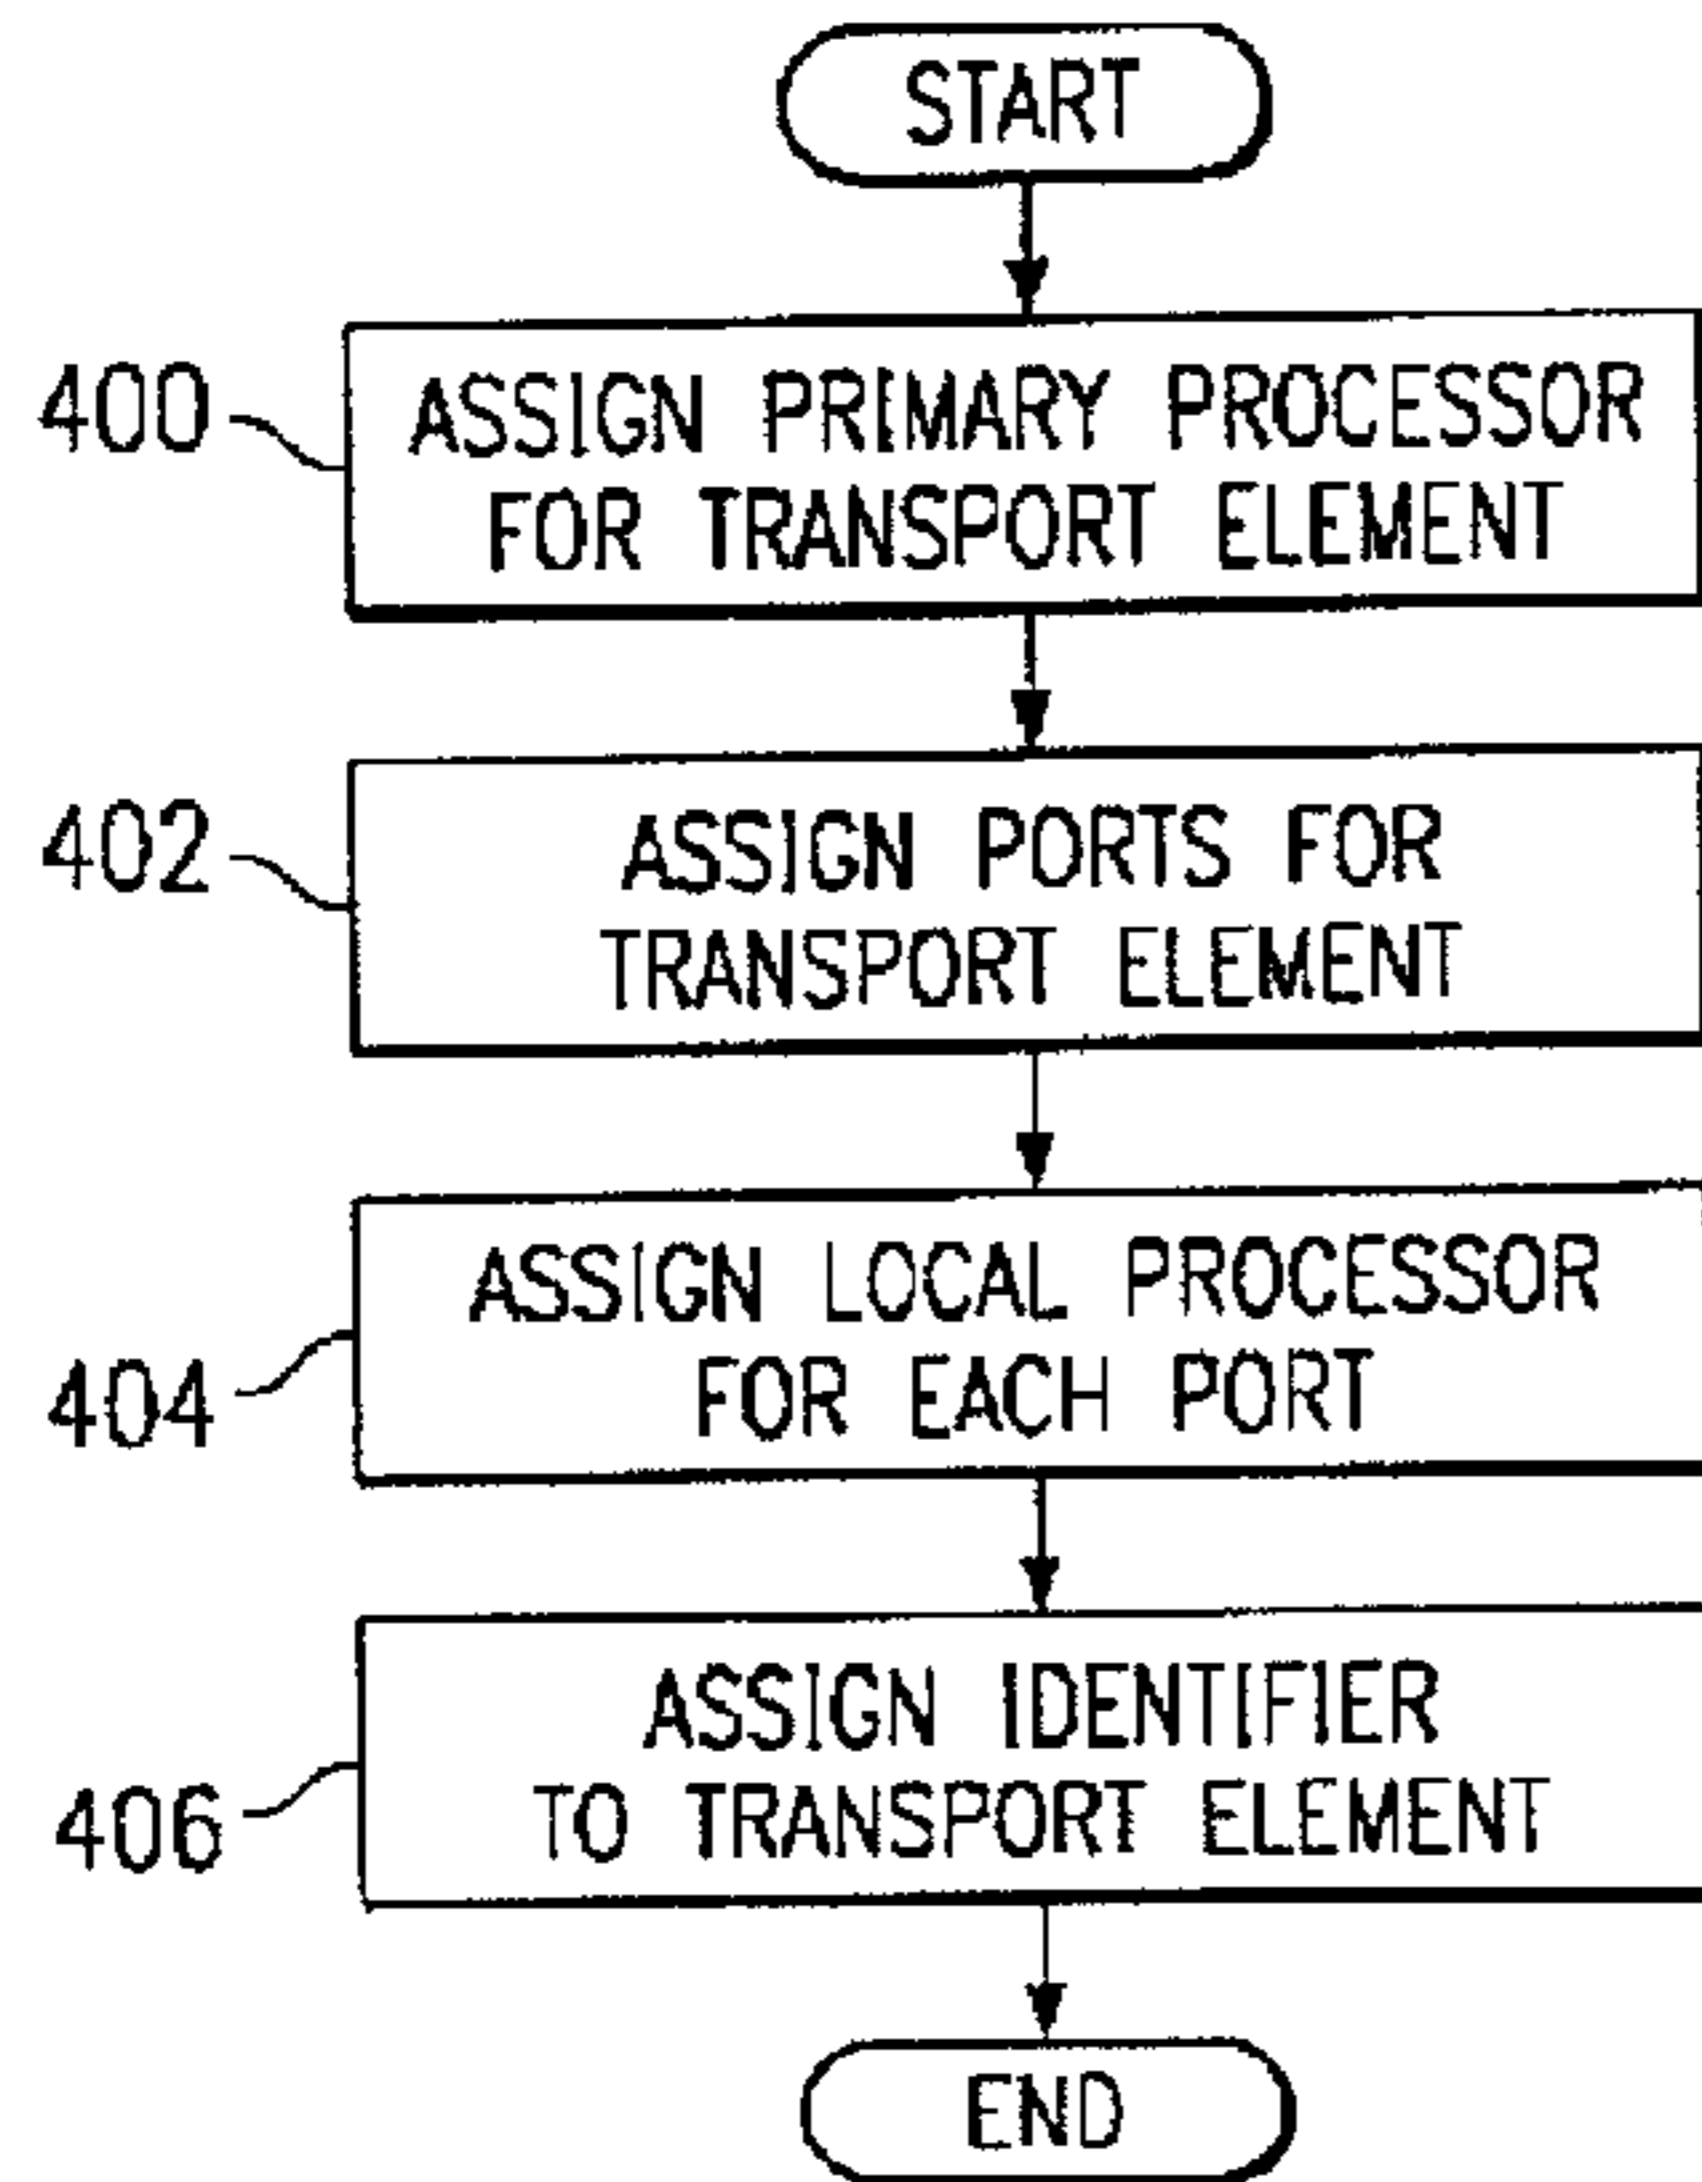 START
400
ASSIGN PRIMARY PROCESSOR
FOR TRANSPORT ELEMENT
402
ASSIGN PORTS FOR
TRANSPORT ELEMENT
404
ASSIGN LOCAL PROCESSOR
FOR EACH PORT
406
ASSIGN IDENTIFIER
TO TRANSPORT ELEMENT
END